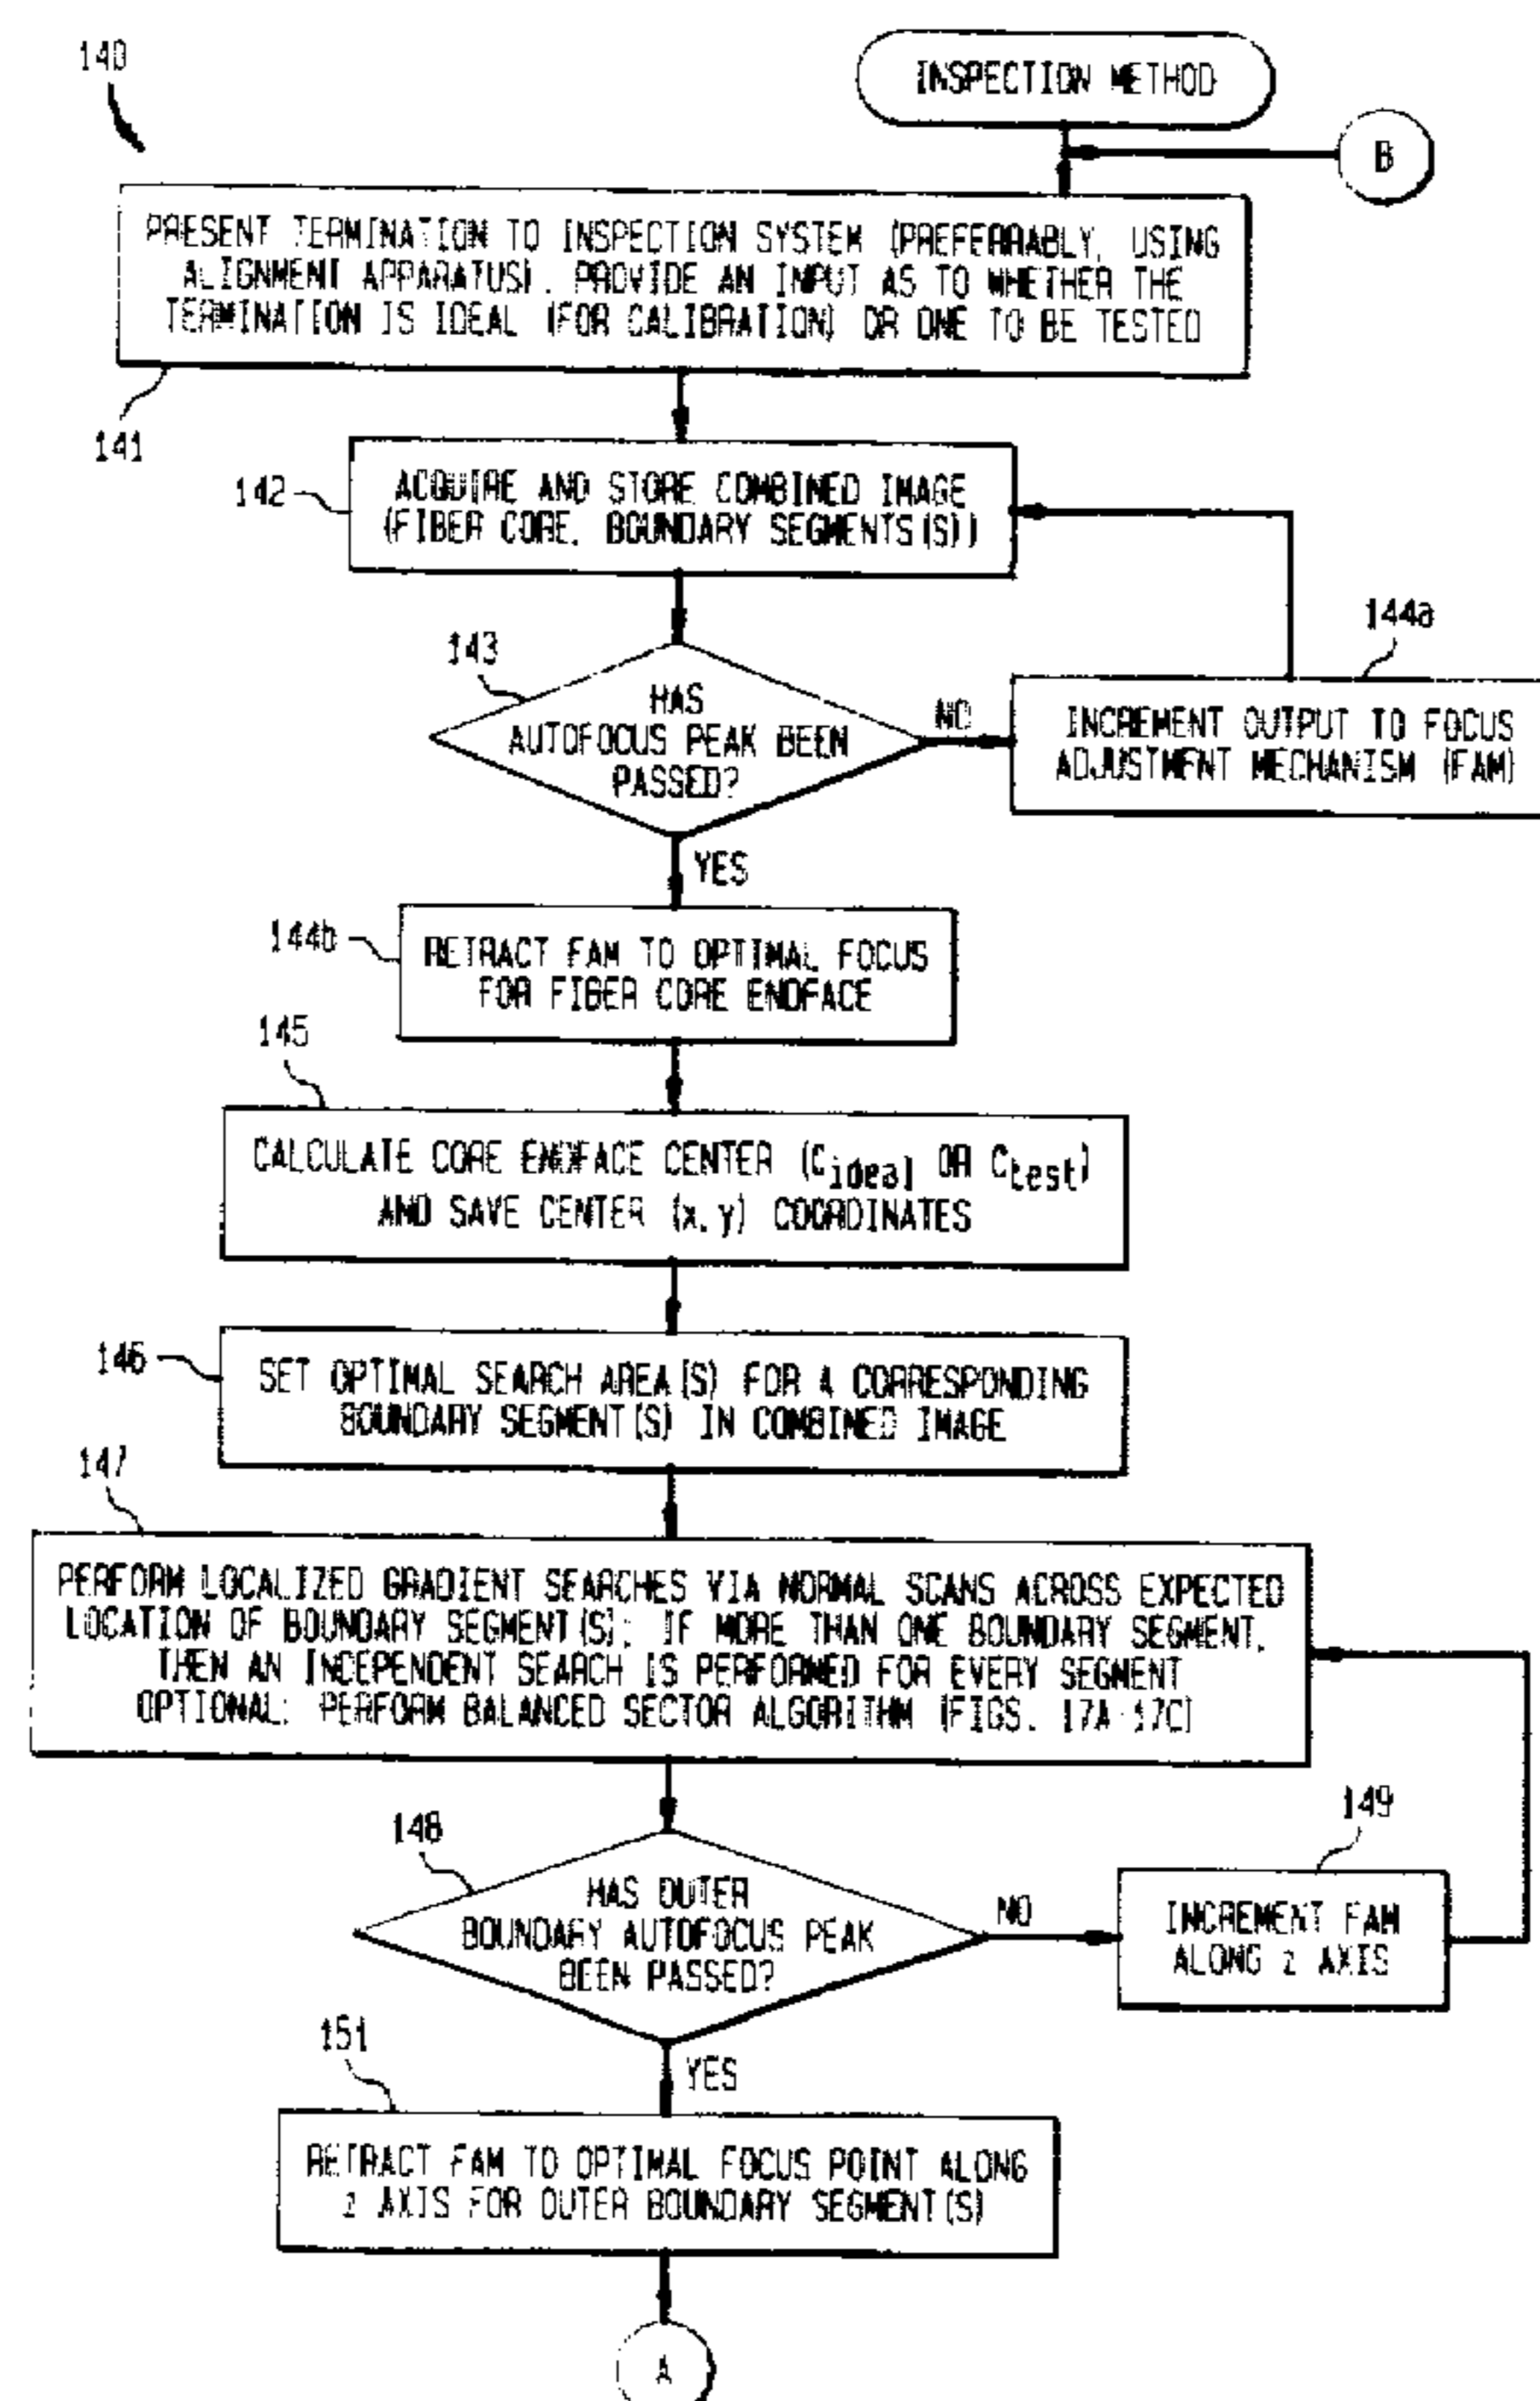 140
INSPECTION METHOD
B
PRESENT TERMINATION TO INSPECTION SYSTEM (PREFERRABLY, USING
ALIGNMENT APPARATUS). PROVIDE AN INPUT AS TO WHETHER THE
TERMINATION IS IDEAL (FOR CALIBRATION) OR ONE TO BE TESTED
141
142
ACQUIRE AND STORE COMBINED IMAGE
(FIBER CORE, BOUNDARY SEGMENTS(S))
143
HAS
AUTOFOCUS PEAK BEEN
PASSED?
NO
144a
INCREMENT OUTPUT TO FOCUS
ADJUSTMENT MECHANISM (FAM)
YES
144b
RETRACT FAM TO OPTIMAL FOCUS
FOR FIBER CORE ENDFACE
145
CALCULATE CORE ENDFACE CENTER (Cideal OR Ctest)
AND SAVE CENTER (x,y) COORDINATES
146
SET OPTIMAL SEARCH AREA(S) FOR A CORRESPONDING
BOUNDARY SEGMENT(S) IN COMBINED IMAGE
147
PERFORM LOCALIZED GRADIENT SEARCHES VIA NORMAL SCANS ACROSS EXPECTED
LOCATION OF BOUNDARY SEGMENT(S); IF MORE THAN ONE BOUNDARY SEGMENT,
THEN AN INDEPENDENT SEARCH IS PERFORMED FOR EVERY SEGMENT
OPTIONAL: PERFORM BALANCED SECTOR ALGORITHM (FIGS. 17A-17C)
148
HAS OUTER
BOUNDARY AUTOFOCUS PEAK
BEEN PASSED?
NO
149
INCREMENT FAM
ALONG z AXIS
YES
151
RETRACT FAM TO OPTIMAL FOCUS POINT ALONG
z AXIS FOR OUTER BOUNDARY SEGMENT(S)
A